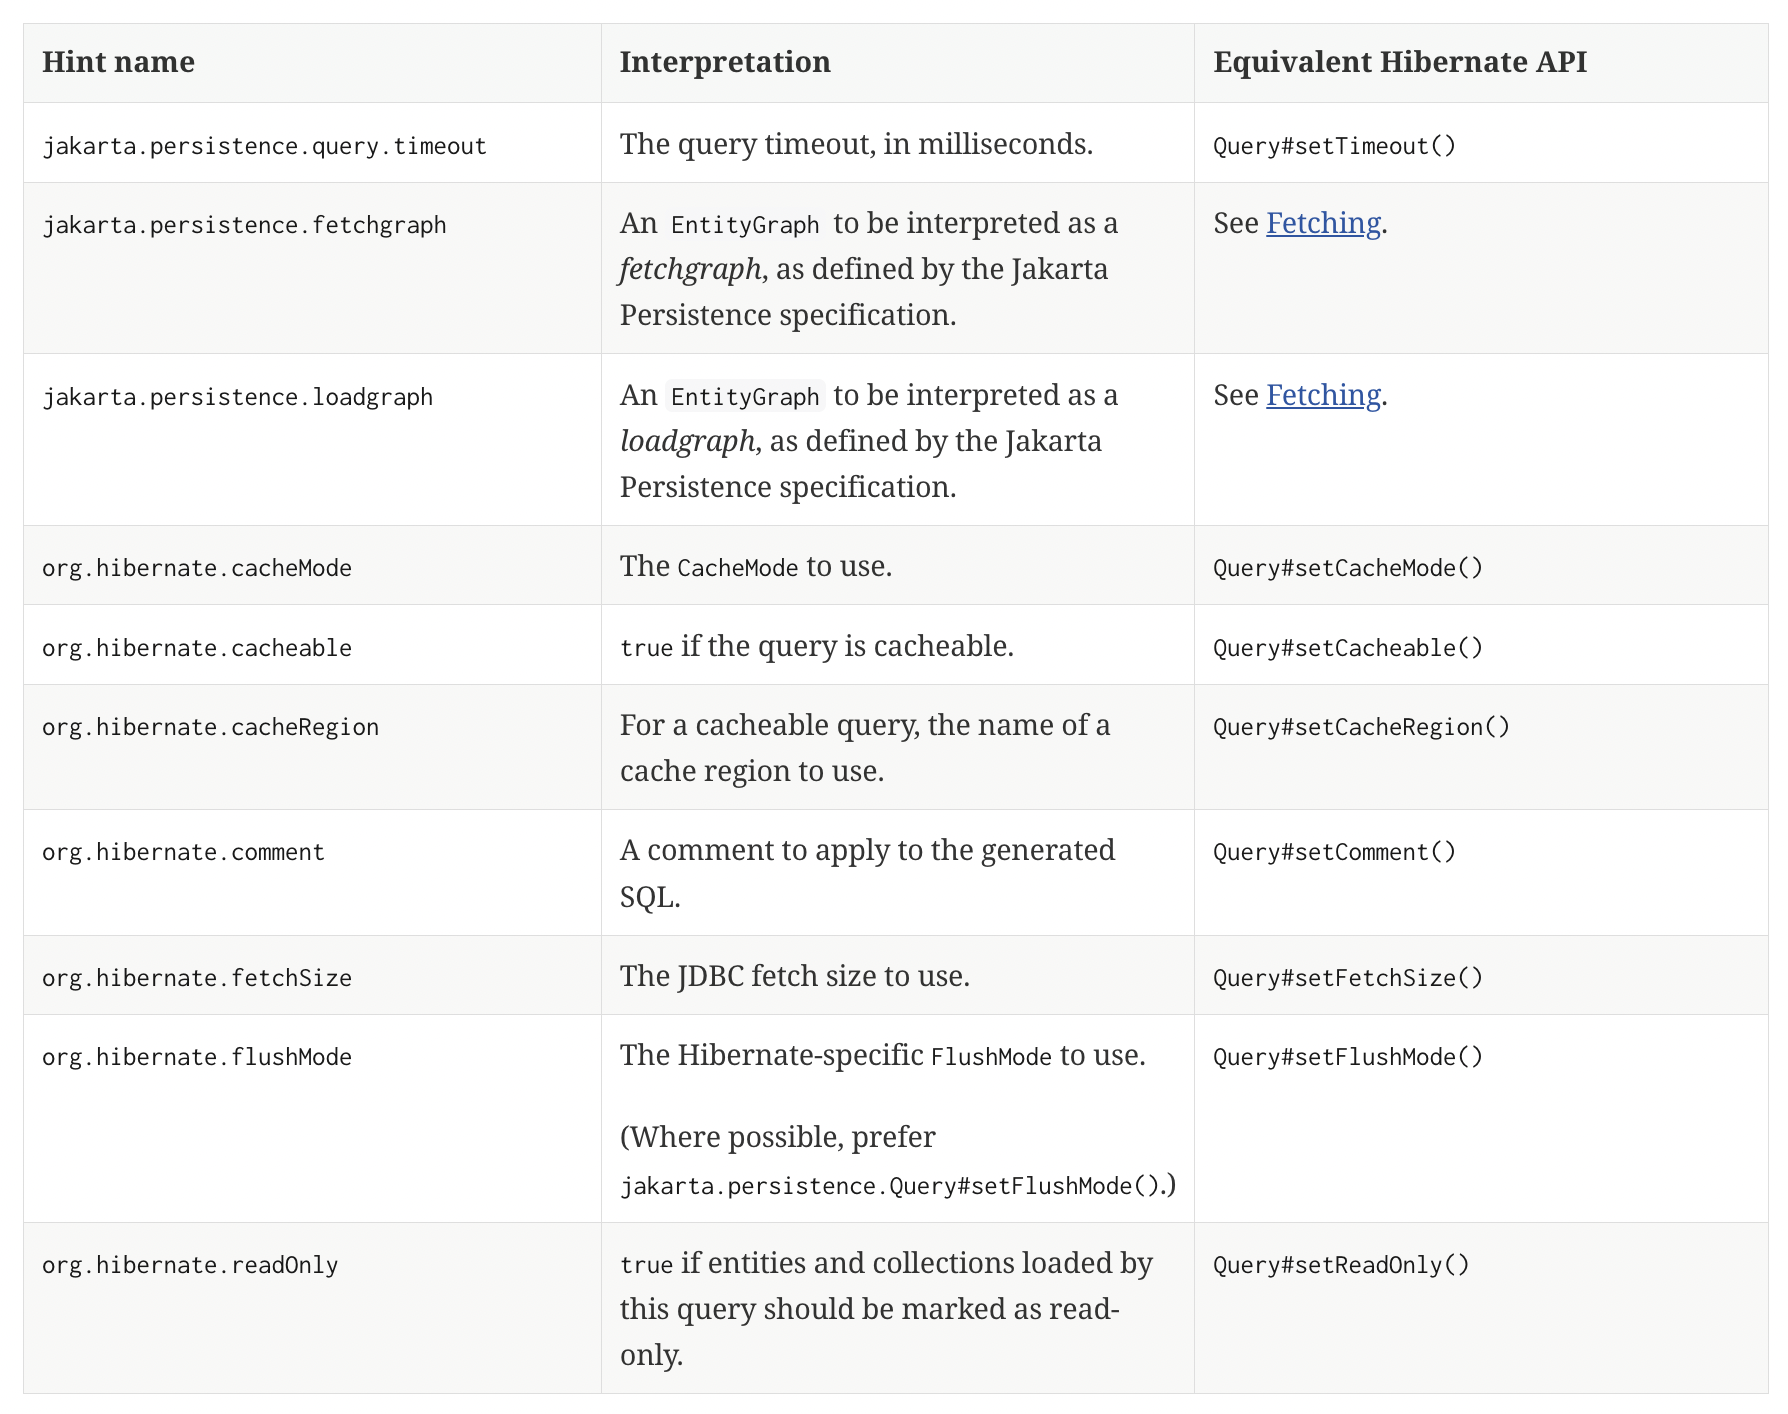 Hint name
Interpretation
Equivalent Hibernate API
jakarta.persistence.query.timeout
The query timeout, in milliseconds.
Query#setTimeout()
jakarta.persistence.fetchgraph
An EntityGraph to be interpreted as a
fetchgraph, as defined by the Jakarta
Persistence specification.
See Fetching.
jakarta.persistence.loadgraph
An EntityGraph to be interpreted as a
loadgraph, as defined by the Jakarta
Persistence specification.
See Fetching.
org.hibernate.cacheMode
The CacheMode to use.
Query#setCacheMode()
org.hibernate.cacheable
true if the query is cacheable.
Query#setCacheable()
org.hibernate.cacheRegion
For a cacheable query, the name of a
cache region to use.
Query#setCacheRegion()
org.hibernate.comment
A comment to apply to the generated
SQL.
Query#setComment()
org.hibernate.fetchSize
The JDBC fetch size to use.
Query#setFetchSize()
org.hibernate.flushMode
The Hibernate-specific FlushMode to use.
(Where possible, prefer
jakarta.persistence.Query#setFlushMode().)
Query#setFlushMode()
org.hibernate.readOnly
true if entities and collections loaded by
this query should be marked as read-
only.
Query#setReadOnly()